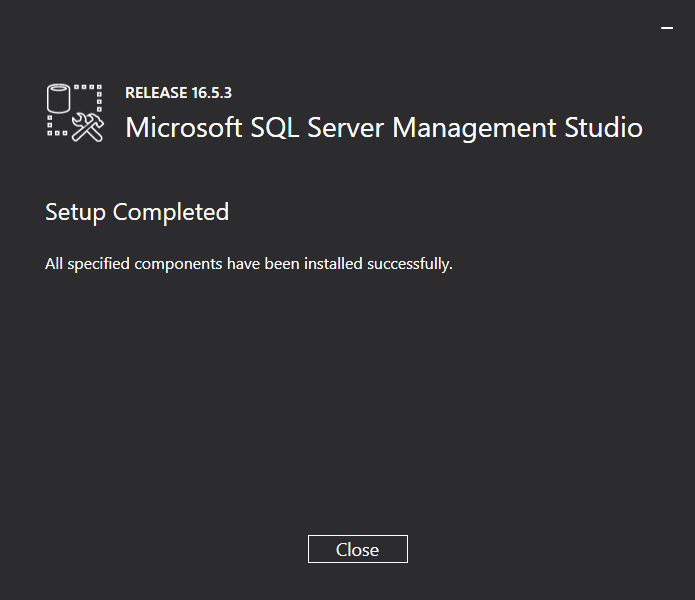 RELEASE 16.5.3
Microsoft SQL Server Management Studio
Setup Completed
All specified components have been installed successfully.
Close